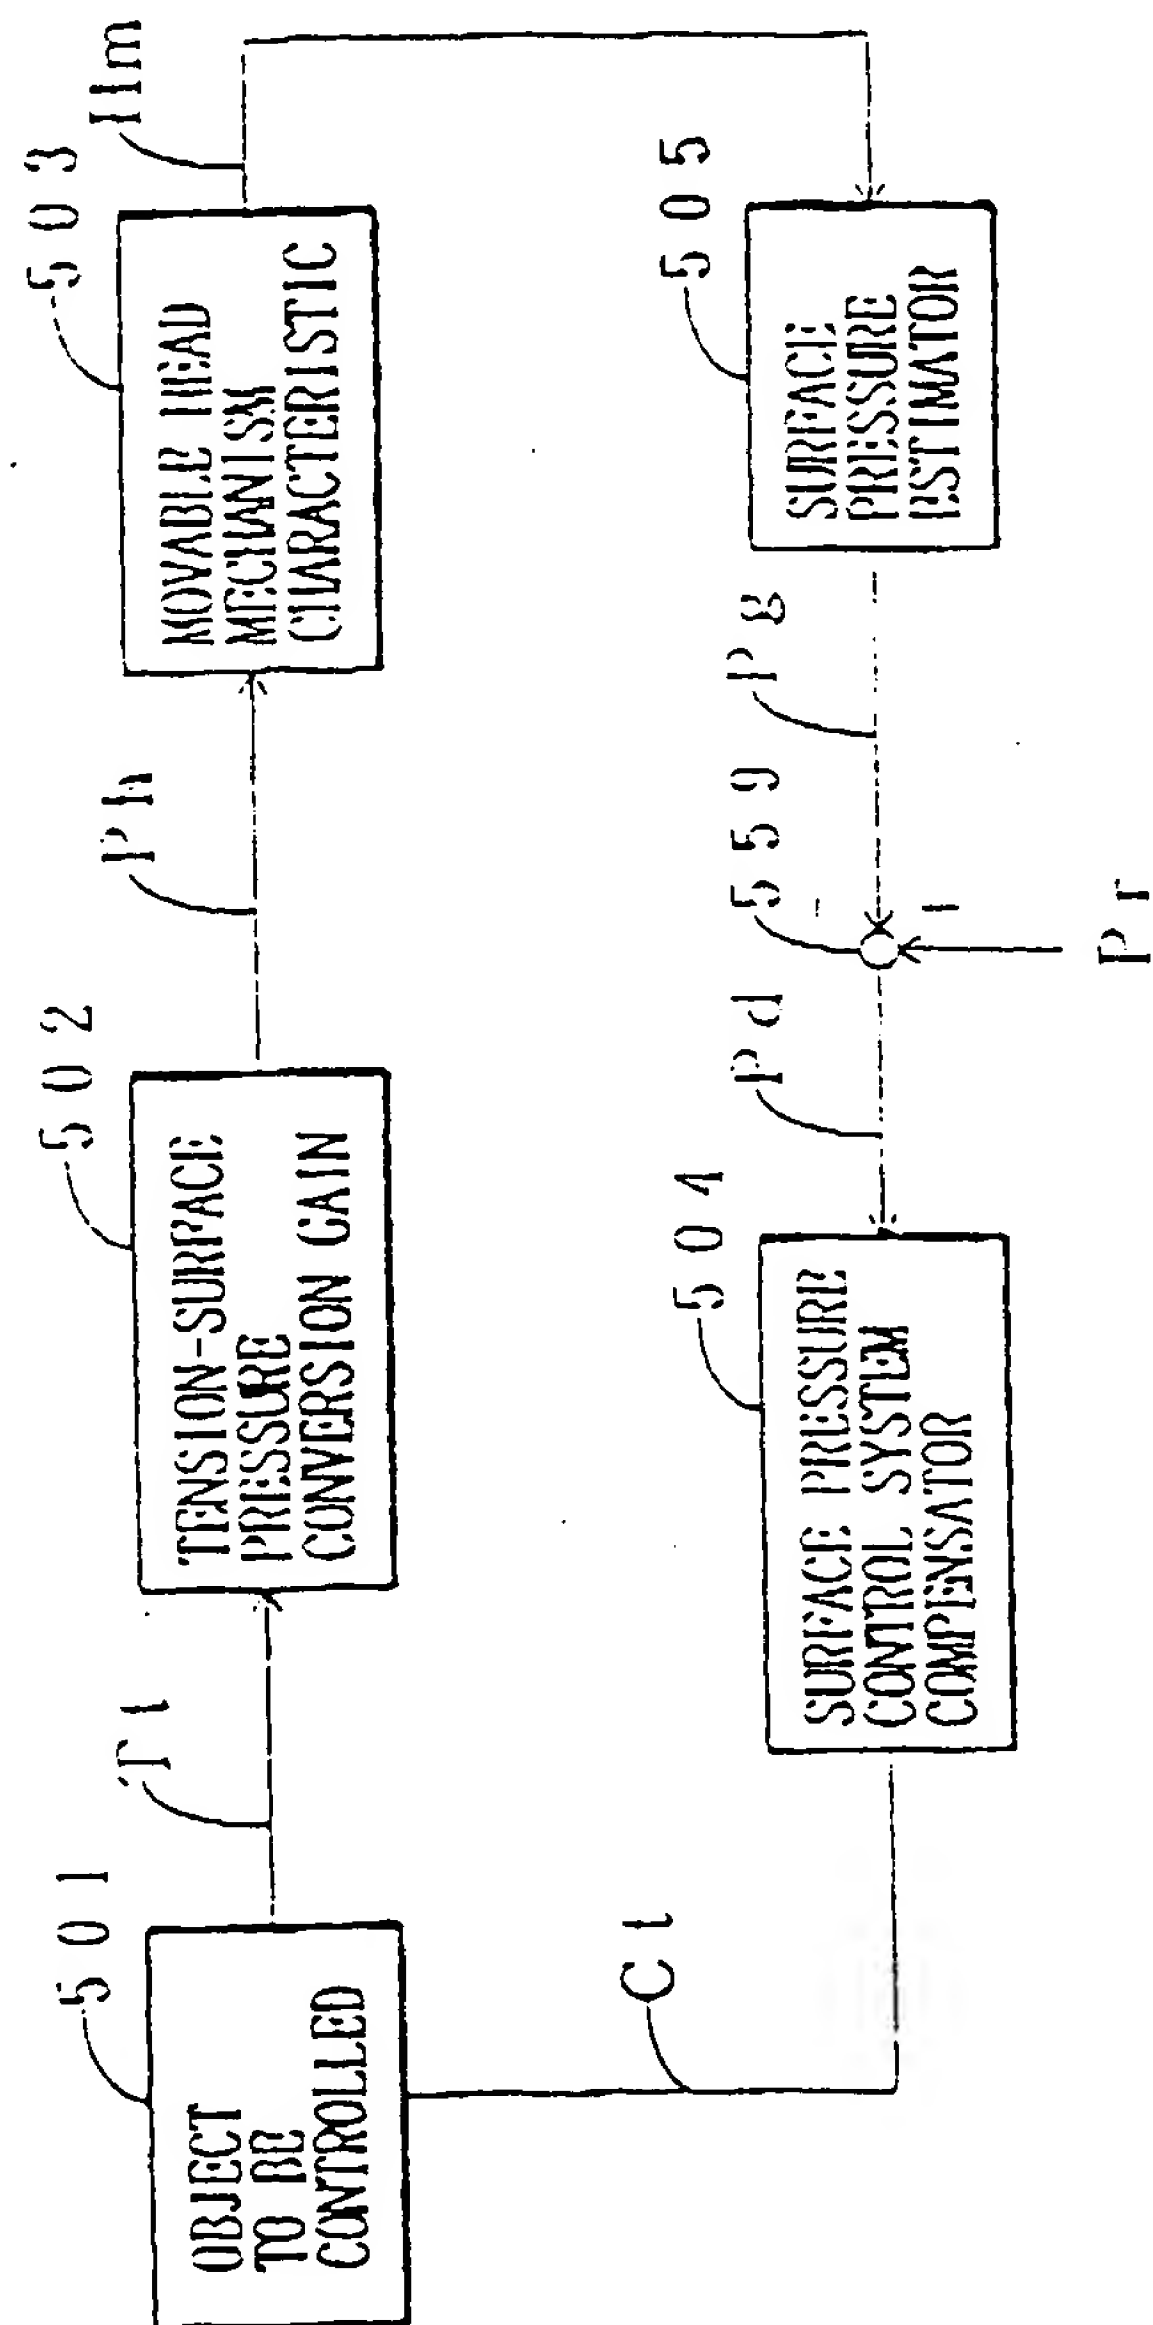 501
OBJECT
TO BE
CONTROLLED
Tt
502
TENSION-SURFACE
PRESSURE
CONVERSION GAIN
Ph
503
MOVABLE HEAD
MECHANISM
CHARACTERISTIC
Hm
Ct
504
SURFACE PRESSURE
CONTROL SYSTEM
COMPENSATOR
Pd
559
-
+
Pr
Pg
505
SURFACE
PRESSURE
ESTIMATOR